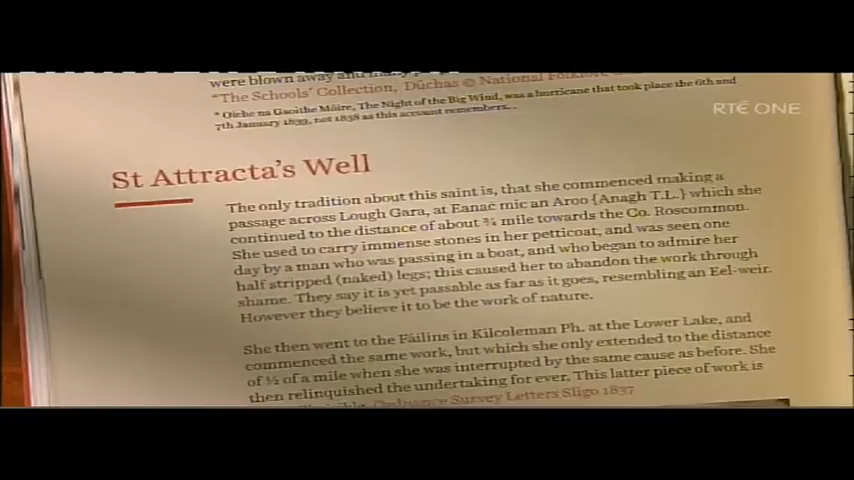 were blown away and many
"The Schools' Collection, Dúchas © National Folklore
* Oíche na Gaoithe Móire, The Night of the Big Wind, was a hurricane that took place the 6th and
7th January 1839, not 1838 as this account remembers...
RTÉ ONE
St Attracta's Well
The only tradition about this saint is, that she commenced making a
passage across Lough Gara, at Eanac mic an Aroo {Anagh T.L.} which she
continued to the distance of about ¾ mile towards the Co. Roscommon.
She used to carry immense stones in her petticoat, and was seen one
day by a man who was passing in a boat, and who began to admire her
half stripped (naked) legs; this caused her to abandon the work through
shame. They say it is yet passable as far as it goes, resembling an Eel-weir.
However they believe it to be the work of nature.
She then went to the Fáilins in Kilcoleman Ph. at the Lower Lake, and
commenced the same work, but which she only extended to the distance
of ⅓ of a mile when she was interrupted by the same cause as before. She
then relinquished the undertaking for ever. This latter piece of work is
Ordnance Survey Letters Sligo 1837